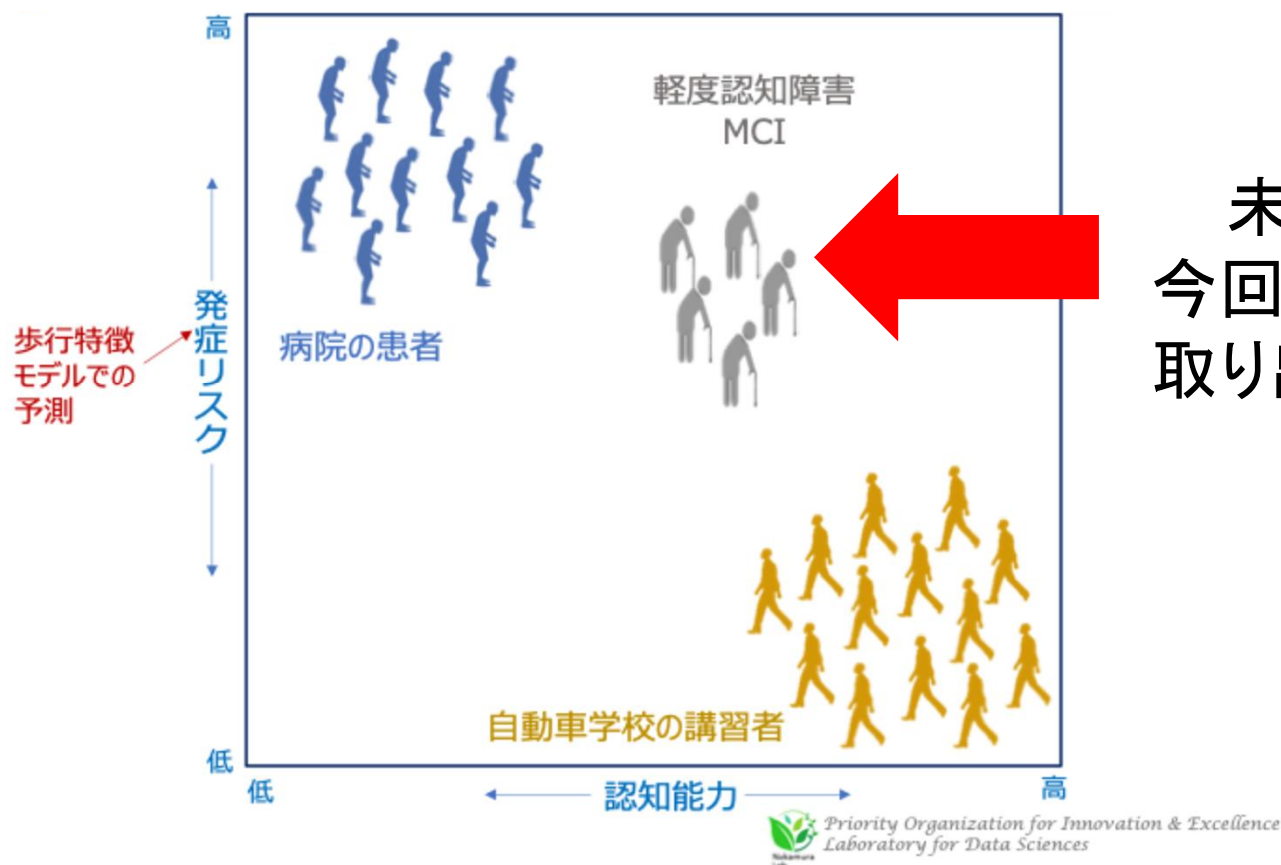 高
軽度認知障害
MCI
未
今回
取り
発症リスク
歩行特徴
モデルでの
予測
病院の患者
自動車学校の講習者
低
低
認知能力
高
Priority Organization for Innovation & Excellence
Laboratory for Data Sciences
Nakamura